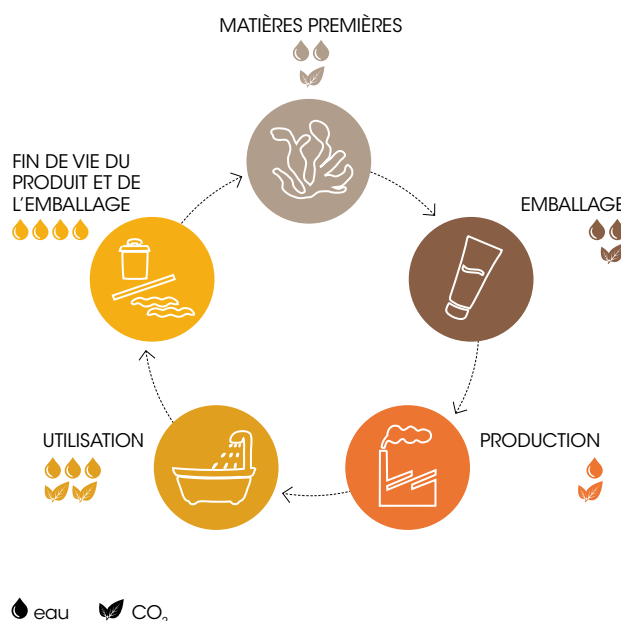 MATIÈRES PREMIÈRES
FIN DE VIE DU
PRODUIT ET DE
L'EMBALLAGE
EMBALLAGE
UTILISATION
PRODUCTION
eau
CO₂